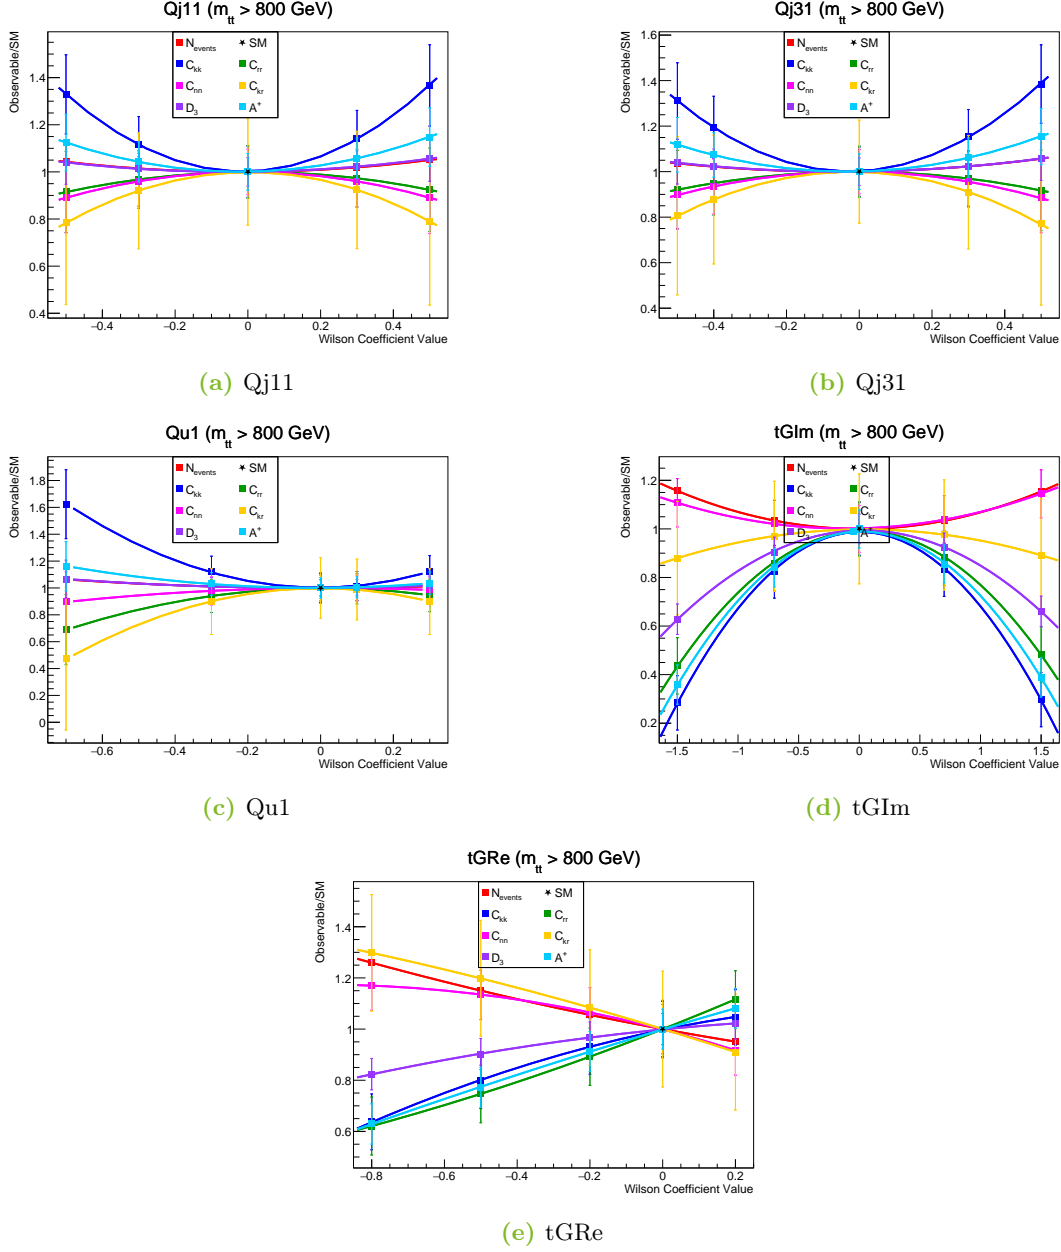 Qj11 (m_tt > 800 GeV)
Observable/SM
N_events
SM
C_kk
C_rr
C_nn
C_kr
D_3
A^+
1.4
1.2
1
0.8
0.6
0.4
−0.4 −0.2 0 0.2 0.4
Wilson Coefficient Value
(a) Qj11
Qj31 (m_tt > 800 GeV)
Observable/SM
N_events
SM
C_kk
C_rr
C_nn
C_kr
D_3
A^+
1.6
1.4
1.2
1
0.8
0.6
0.4
−0.4 −0.2 0 0.2 0.4
Wilson Coefficient Value
(b) Qj31
Qu1 (m_tt > 800 GeV)
Observable/SM
N_events
SM
C_kk
C_rr
C_nn
C_kr
D_3
A^+
1.8
1.6
1.4
1.2
1
0.8
0.6
0.4
0.2
0
−0.6 −0.4 −0.2 0 0.2
Wilson Coefficient Value
(c) Qu1
tGIm (m_tt > 800 GeV)
Observable/SM
N_events
SM
C_kk
C_rr
C_nn
C_kr
D_3
A^+
1.2
1
0.8
0.6
0.4
0.2
−1.5 −1 −0.5 0 0.5 1 1.5
Wilson Coefficient Value
(d) tGIm
tGRe (m_tt > 800 GeV)
Observable/SM
N_events
SM
C_kk
C_rr
C_nn
C_kr
D_3
A^+
1.4
1.2
1
0.8
0.6
−0.8 −0.6 −0.4 −0.2 0 0.2
Wilson Coefficient Value
(e) tGRe